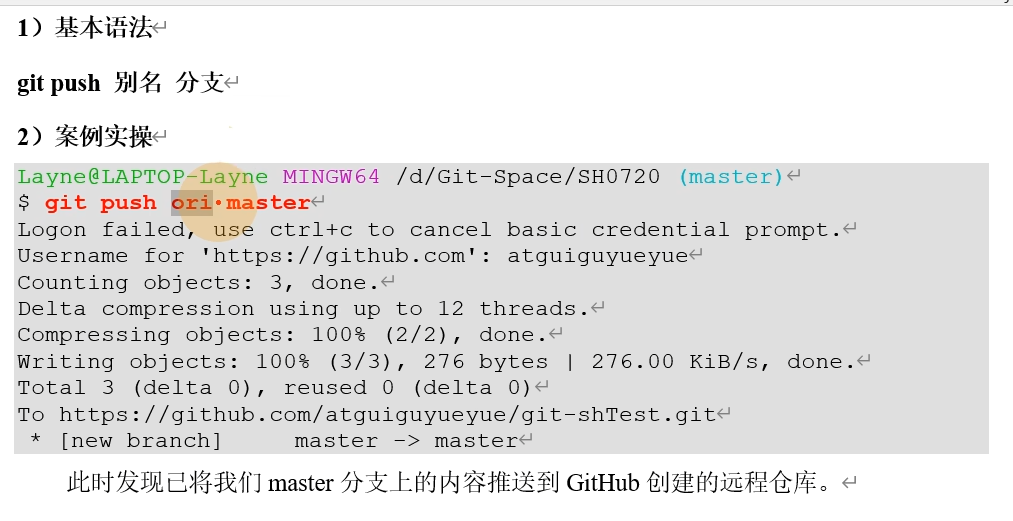 1）基本语法↵
git push 别名 分支↵
2）案例实操↵
Layne@LAPTOP-Layne MINGW64 /d/Git-Space/SH0720 (master)↵
$ git push ori·master↵
Logon failed, use ctrl+c to cancel basic credential prompt.↵
Username for 'https://github.com': atguiguyueyue↵
Counting objects: 3, done.↵
Delta compression using up to 12 threads.↵
Compressing objects: 100% (2/2), done.↵
Writing objects: 100% (3/3), 276 bytes | 276.00 KiB/s, done.↵
Total 3 (delta 0), reused 0 (delta 0)↵
To https://github.com/atguiguyueyue/git-shTest.git↵
* [new branch] master -> master↵
此时发现已将我们 master 分支上的内容推送到 GitHub 创建的远程仓库。↵